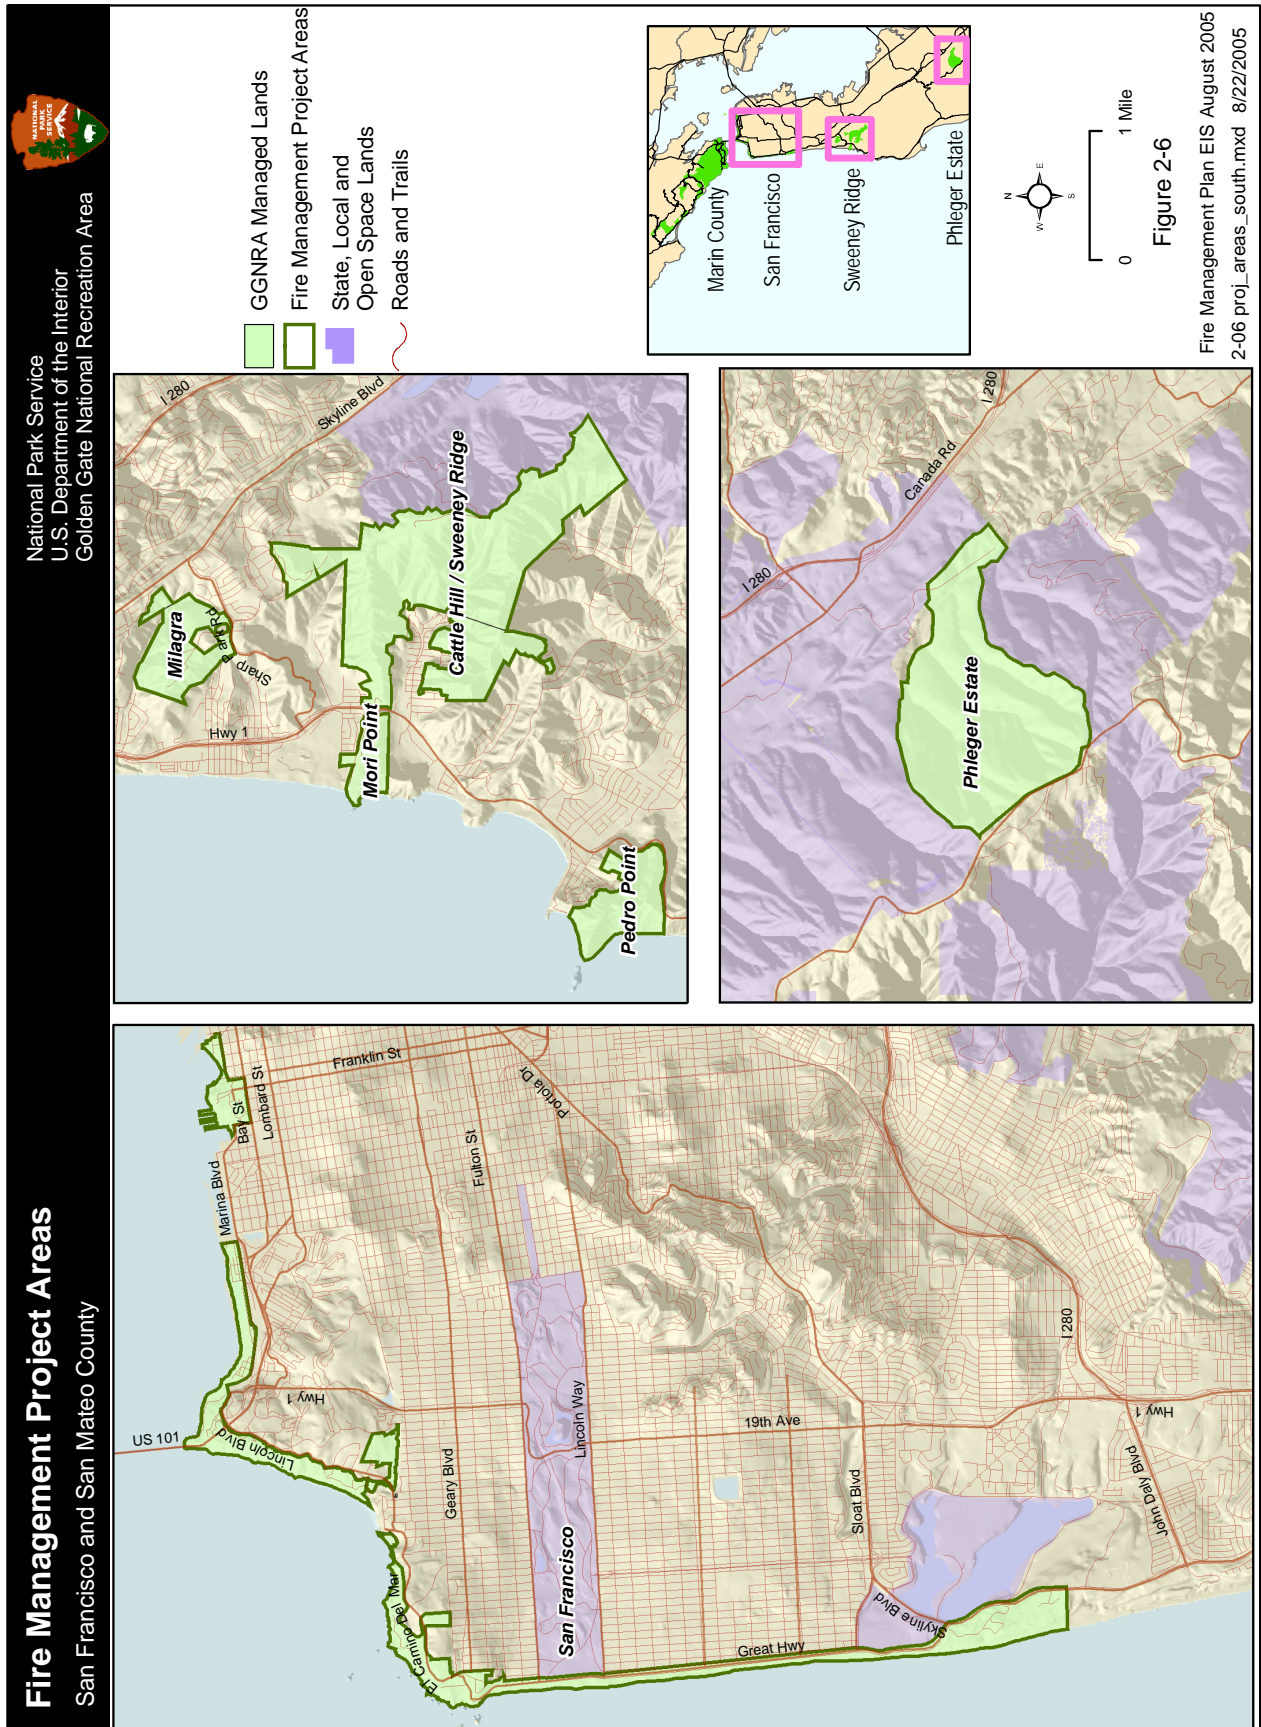 Fire Management Project Areas
San Francisco and San Mateo County
National Park Service
U.S. Department of the Interior
Golden Gate National Recreation Area
NATIONAL
PARK
SERVICE
US 101
Lincoln Blvd
Hwy 1
Marina Blvd
Bay St
Lombard St
Franklin St
El Camino Del Mar
Geary Blvd
Fulton St
Portola Dr
San Francisco
Lincoln Way
19th Ave
Great Hwy
Sloat Blvd
Skyline Blvd
I 280
John Daly Blvd
Hwy 1
I 280
Skyline Blvd
Milagra
Sharp Park Rd
Hwy 1
Mori Point
Cattle Hill / Sweeney Ridge
Pedro Point
I 280
Canada Rd
I 280
Phleger Estate
GGNRA Managed Lands
Fire Management Project Areas
State, Local and
Open Space Lands
Roads and Trails
Marin County
San Francisco
Sweeney Ridge
Phleger Estate
N
W
E
S
0
1 Mile
Figure 2-6
Fire Management Plan EIS August 2005
2-06 proj_areas_south.mxd 8/22/2005